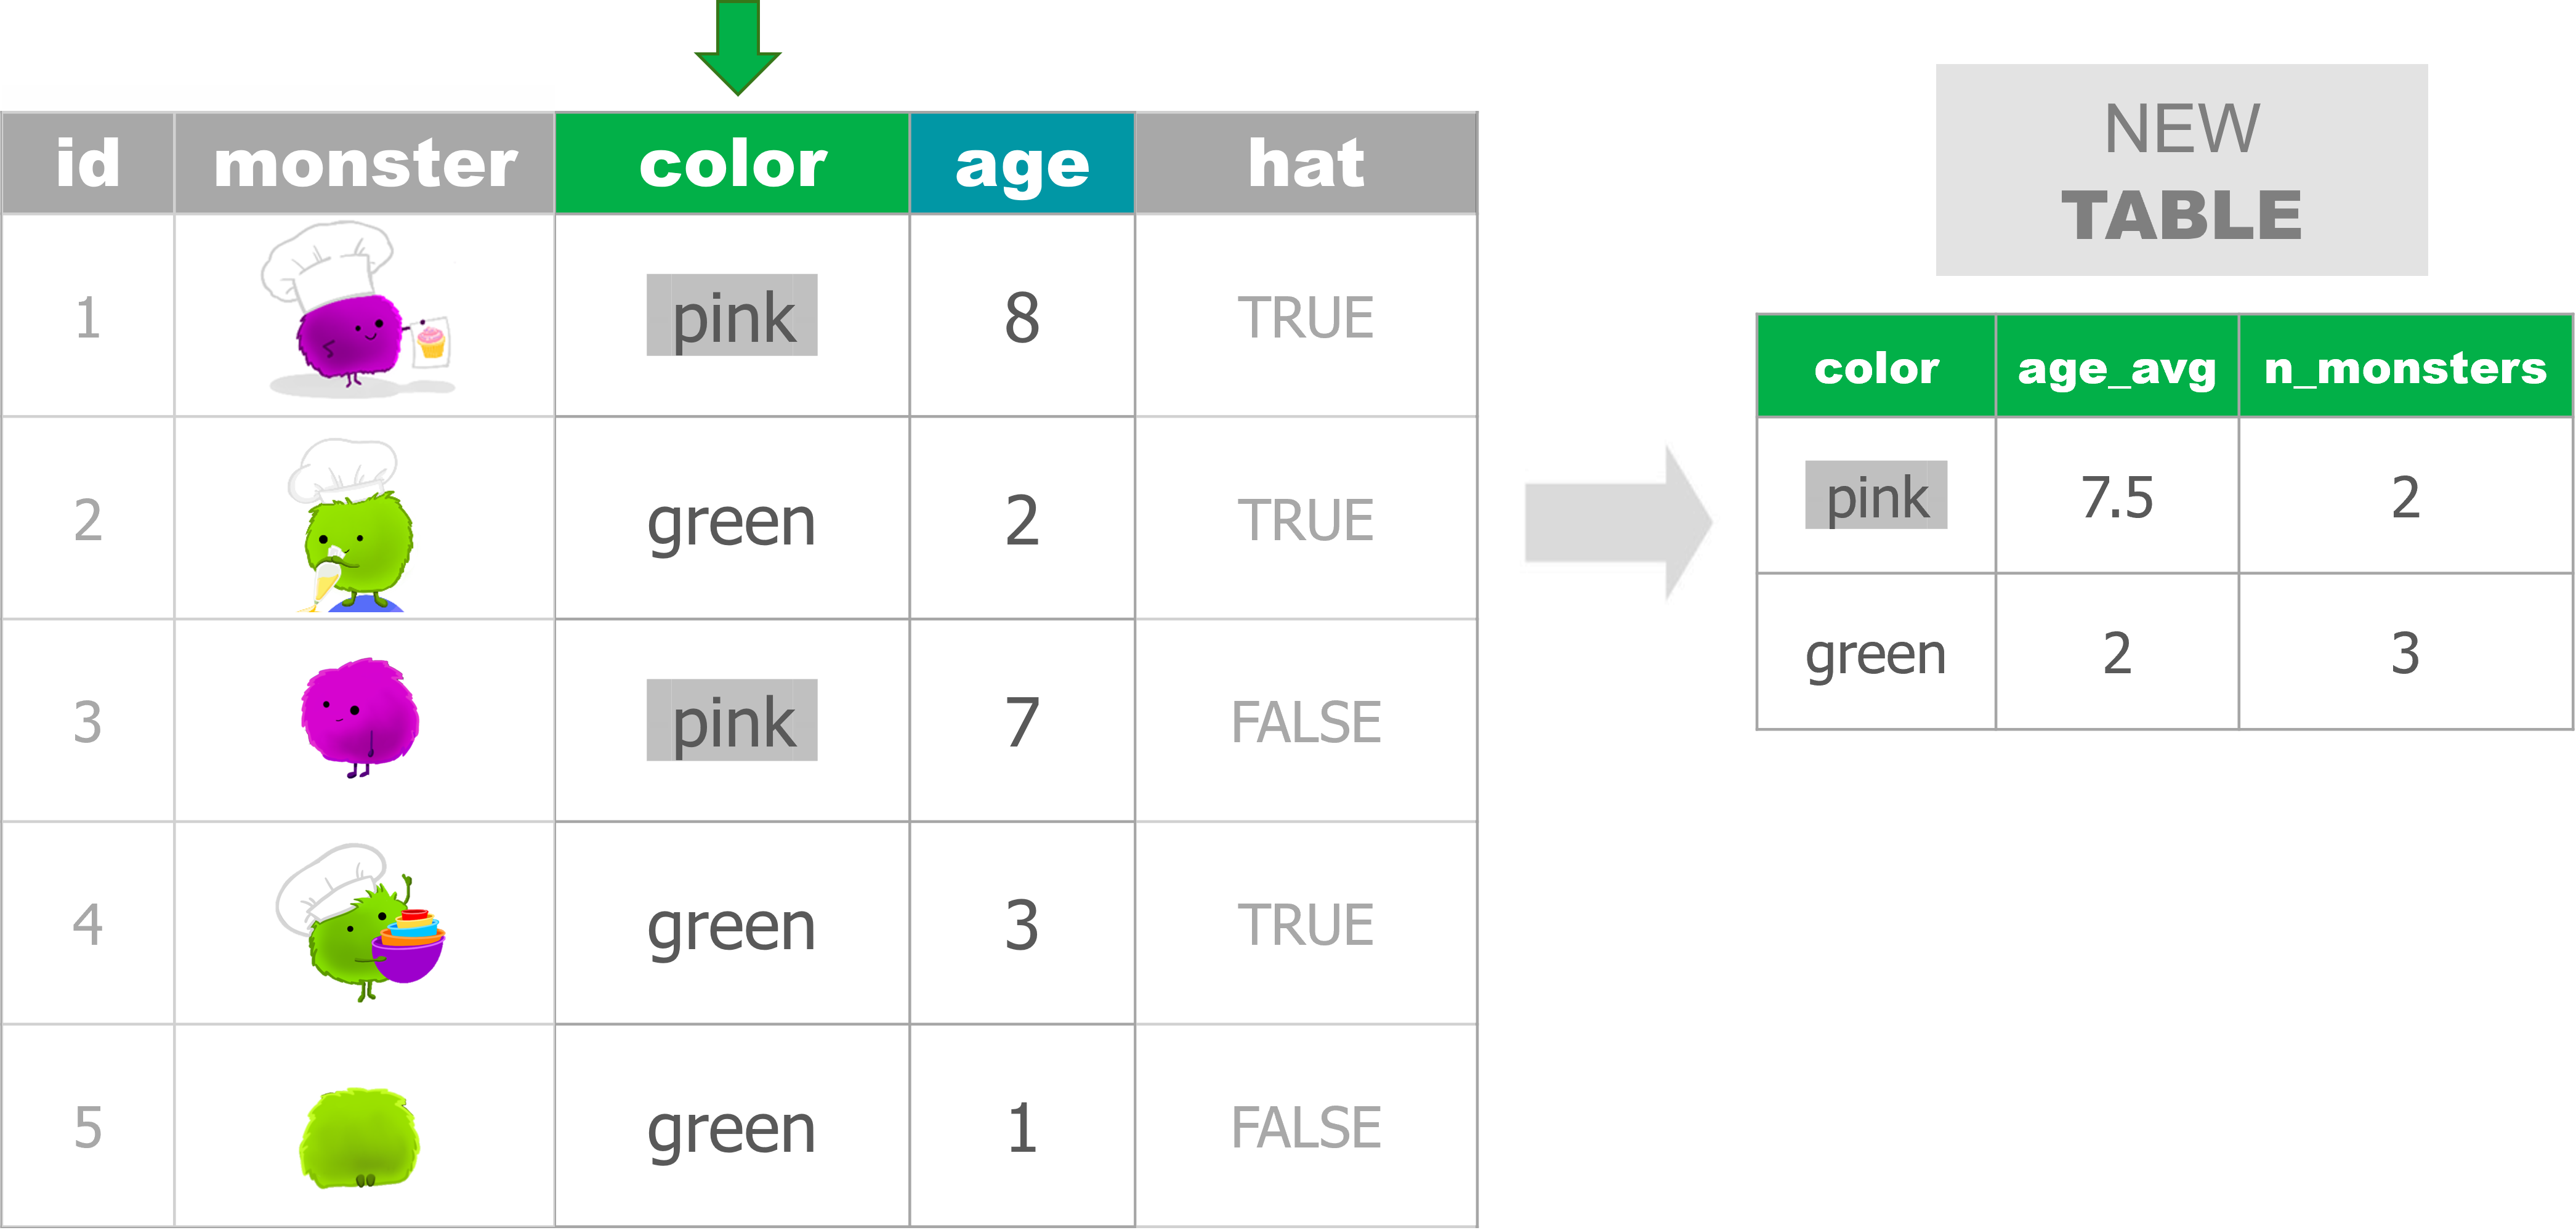 id monster color age hat
1 pink 8 TRUE
2 green 2 TRUE
3 pink 7 FALSE
4 green 3 TRUE
5 green 1 FALSE
NEW
TABLE
color age_avg n_monsters
pink 7.5 2
green 2 3